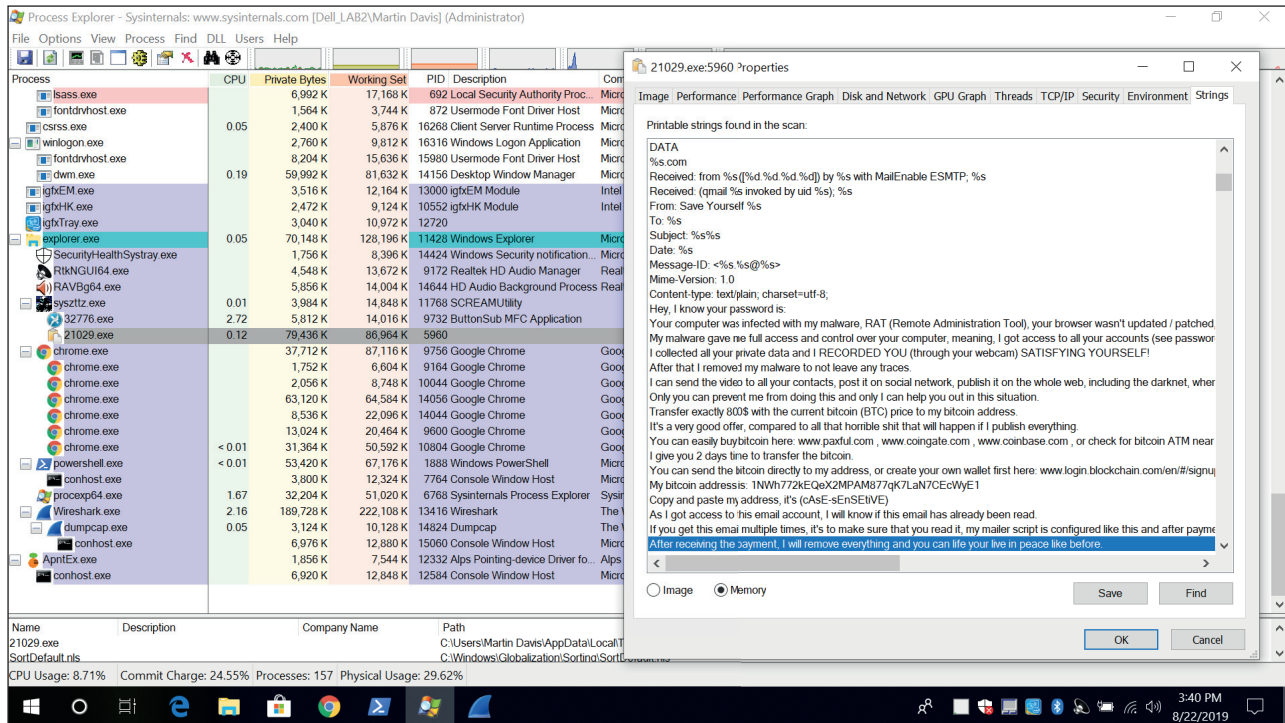 Process Explorer - Sysinternals: www.sysinternals.com [Dell_LAB2\Martin Davis] (Administrator)
File Options View Process Find DLL Users Help
Process CPU Private Bytes Working Set PID Description Com
lsass.exe 6,992 K 17,168 K 692 Local Security Authority Proc... Micro
fontdrvhost.exe 1,564 K 3,744 K 872 Usermode Font Driver Host Micro
csrss.exe 0.05 2,400 K 5,876 K 16268 Client Server Runtime Process Micro
winlogon.exe 2,760 K 9,812 K 16316 Windows Logon Application Micro
fontdrvhost.exe 8,204 K 15,636 K 15980 Usermode Font Driver Host Micro
dwm.exe 0.19 59,992 K 81,632 K 14156 Desktop Window Manager Micro
igfxEM.exe 3,516 K 12,164 K 13000 igfxEM Module Intel
igfxHK.exe 2,472 K 9,124 K 10552 igfxHK Module Intel
igfxTray.exe 3,040 K 10,972 K 12720
explorer.exe 0.05 70,148 K 128,196 K 11428 Windows Explorer Micro
SecurityHealthSystray.exe 1,756 K 8,396 K 14424 Windows Security notification... Micro
RtkNGUI64.exe 4,548 K 13,672 K 9172 Realtek HD Audio Manager Realt
RAVBg64.exe 5,856 K 14,004 K 14644 HD Audio Background Process Realt
syszttz.exe 0.01 3,984 K 14,848 K 11768 SCREAMUtility
32776.exe 2.72 5,812 K 14,016 K 9732 ButtonSub MFC Application
21029.exe 0.12 79,436 K 86,964 K 5960
chrome.exe 37,712 K 87,116 K 9756 Google Chrome Goog
chrome.exe 1,752 K 6,604 K 9164 Google Chrome Goog
chrome.exe 2,056 K 8,748 K 10044 Google Chrome Goog
chrome.exe 63,120 K 64,584 K 14056 Google Chrome Goog
chrome.exe 8,536 K 22,096 K 14044 Google Chrome Goog
chrome.exe 13,024 K 20,464 K 9600 Google Chrome Goog
chrome.exe < 0.01 31,364 K 50,592 K 10804 Google Chrome Goog
powershell.exe < 0.01 53,420 K 67,176 K 1888 Windows PowerShell Micro
conhost.exe 3,800 K 12,324 K 7764 Console Window Host Micro
procexp64.exe 1.67 32,204 K 51,020 K 6768 Sysinternals Process Explorer Sysin
Wireshark.exe 2.16 189,728 K 222,108 K 13416 Wireshark The W
dumpcap.exe 0.05 3,124 K 10,128 K 14824 Dumpcap The W
conhost.exe 6,976 K 12,880 K 15060 Console Window Host Micro
ApntEx.exe 1,856 K 7,544 K 12332 Alps Pointing-device Driver fo... Alps
conhost.exe 6,920 K 12,848 K 12584 Console Window Host Micro
Name Description Company Name Path
21029.exe C:\Users\Martin Davis\AppData\Local\T
SortDefault.nls C:\Windows\Globalization\Sorting\SortDefault.nls
CPU Usage: 8.71% Commit Charge: 24.55% Processes: 157 Physical Usage: 29.62%
21029.exe:5960 Properties
Image Performance Performance Graph Disk and Network GPU Graph Threads TCP/IP Security Environment Strings
Printable strings found in the scan:
DATA
%s.com
Received: from %s([%d.%d.%d.%d]) by %s with MailEnable ESMTP; %s
Received: (qmail %s invoked by uid %s); %s
From: Save Yourself %s
To: %s
Subject: %s%s
Date: %s
Message-ID: <%s.%s@%s>
Mime-Version: 1.0
Content-type: text/plain; charset=utf-8;
Hey, I know your password is:
Your computer was infected with my malware, RAT (Remote Administration Tool), your browser wasn't updated / patched,
My malware gave me full access and control over your computer, meaning, I got access to all your accounts (see passwor
I collected all your private data and I RECORDED YOU (through your webcam) SATISFYING YOURSELF!
After that I removed my malware to not leave any traces.
I can send the video to all your contacts, post it on social network, publish it on the whole web, including the darknet, wher
Only you can prevent me from doing this and only I can help you out in this situation.
Transfer exactly 800$ with the current bitcoin (BTC) price to my bitcoin address.
It's a very good offer, compared to all that horrible shit that will happen if I publish everything.
You can easily buy bitcoin here: www.paxful.com , www.coingate.com , www.coinbase.com , or check for bitcoin ATM near
I give you 2 days time to transfer the bitcoin.
You can send the bitcoin directly to my address, or create your own wallet first here: www.login.blockchain.com/en/#/signu
My bitcoin address is: 1NWh772kEQeX2MPAM877qK7LaN7CEcWyE1
Copy and paste my address, it's (cAsE-sEnSEtiVE)
As I got access to this email account, I will know if this email has already been read.
If you get this email multiple times, it's to make sure that you read it, my mailer script is configured like this and after payme
After receiving the payment, I will remove everything and you can life your live in peace like before.
Image Memory Save Find
OK Cancel
3:40 PM
8/22/2019